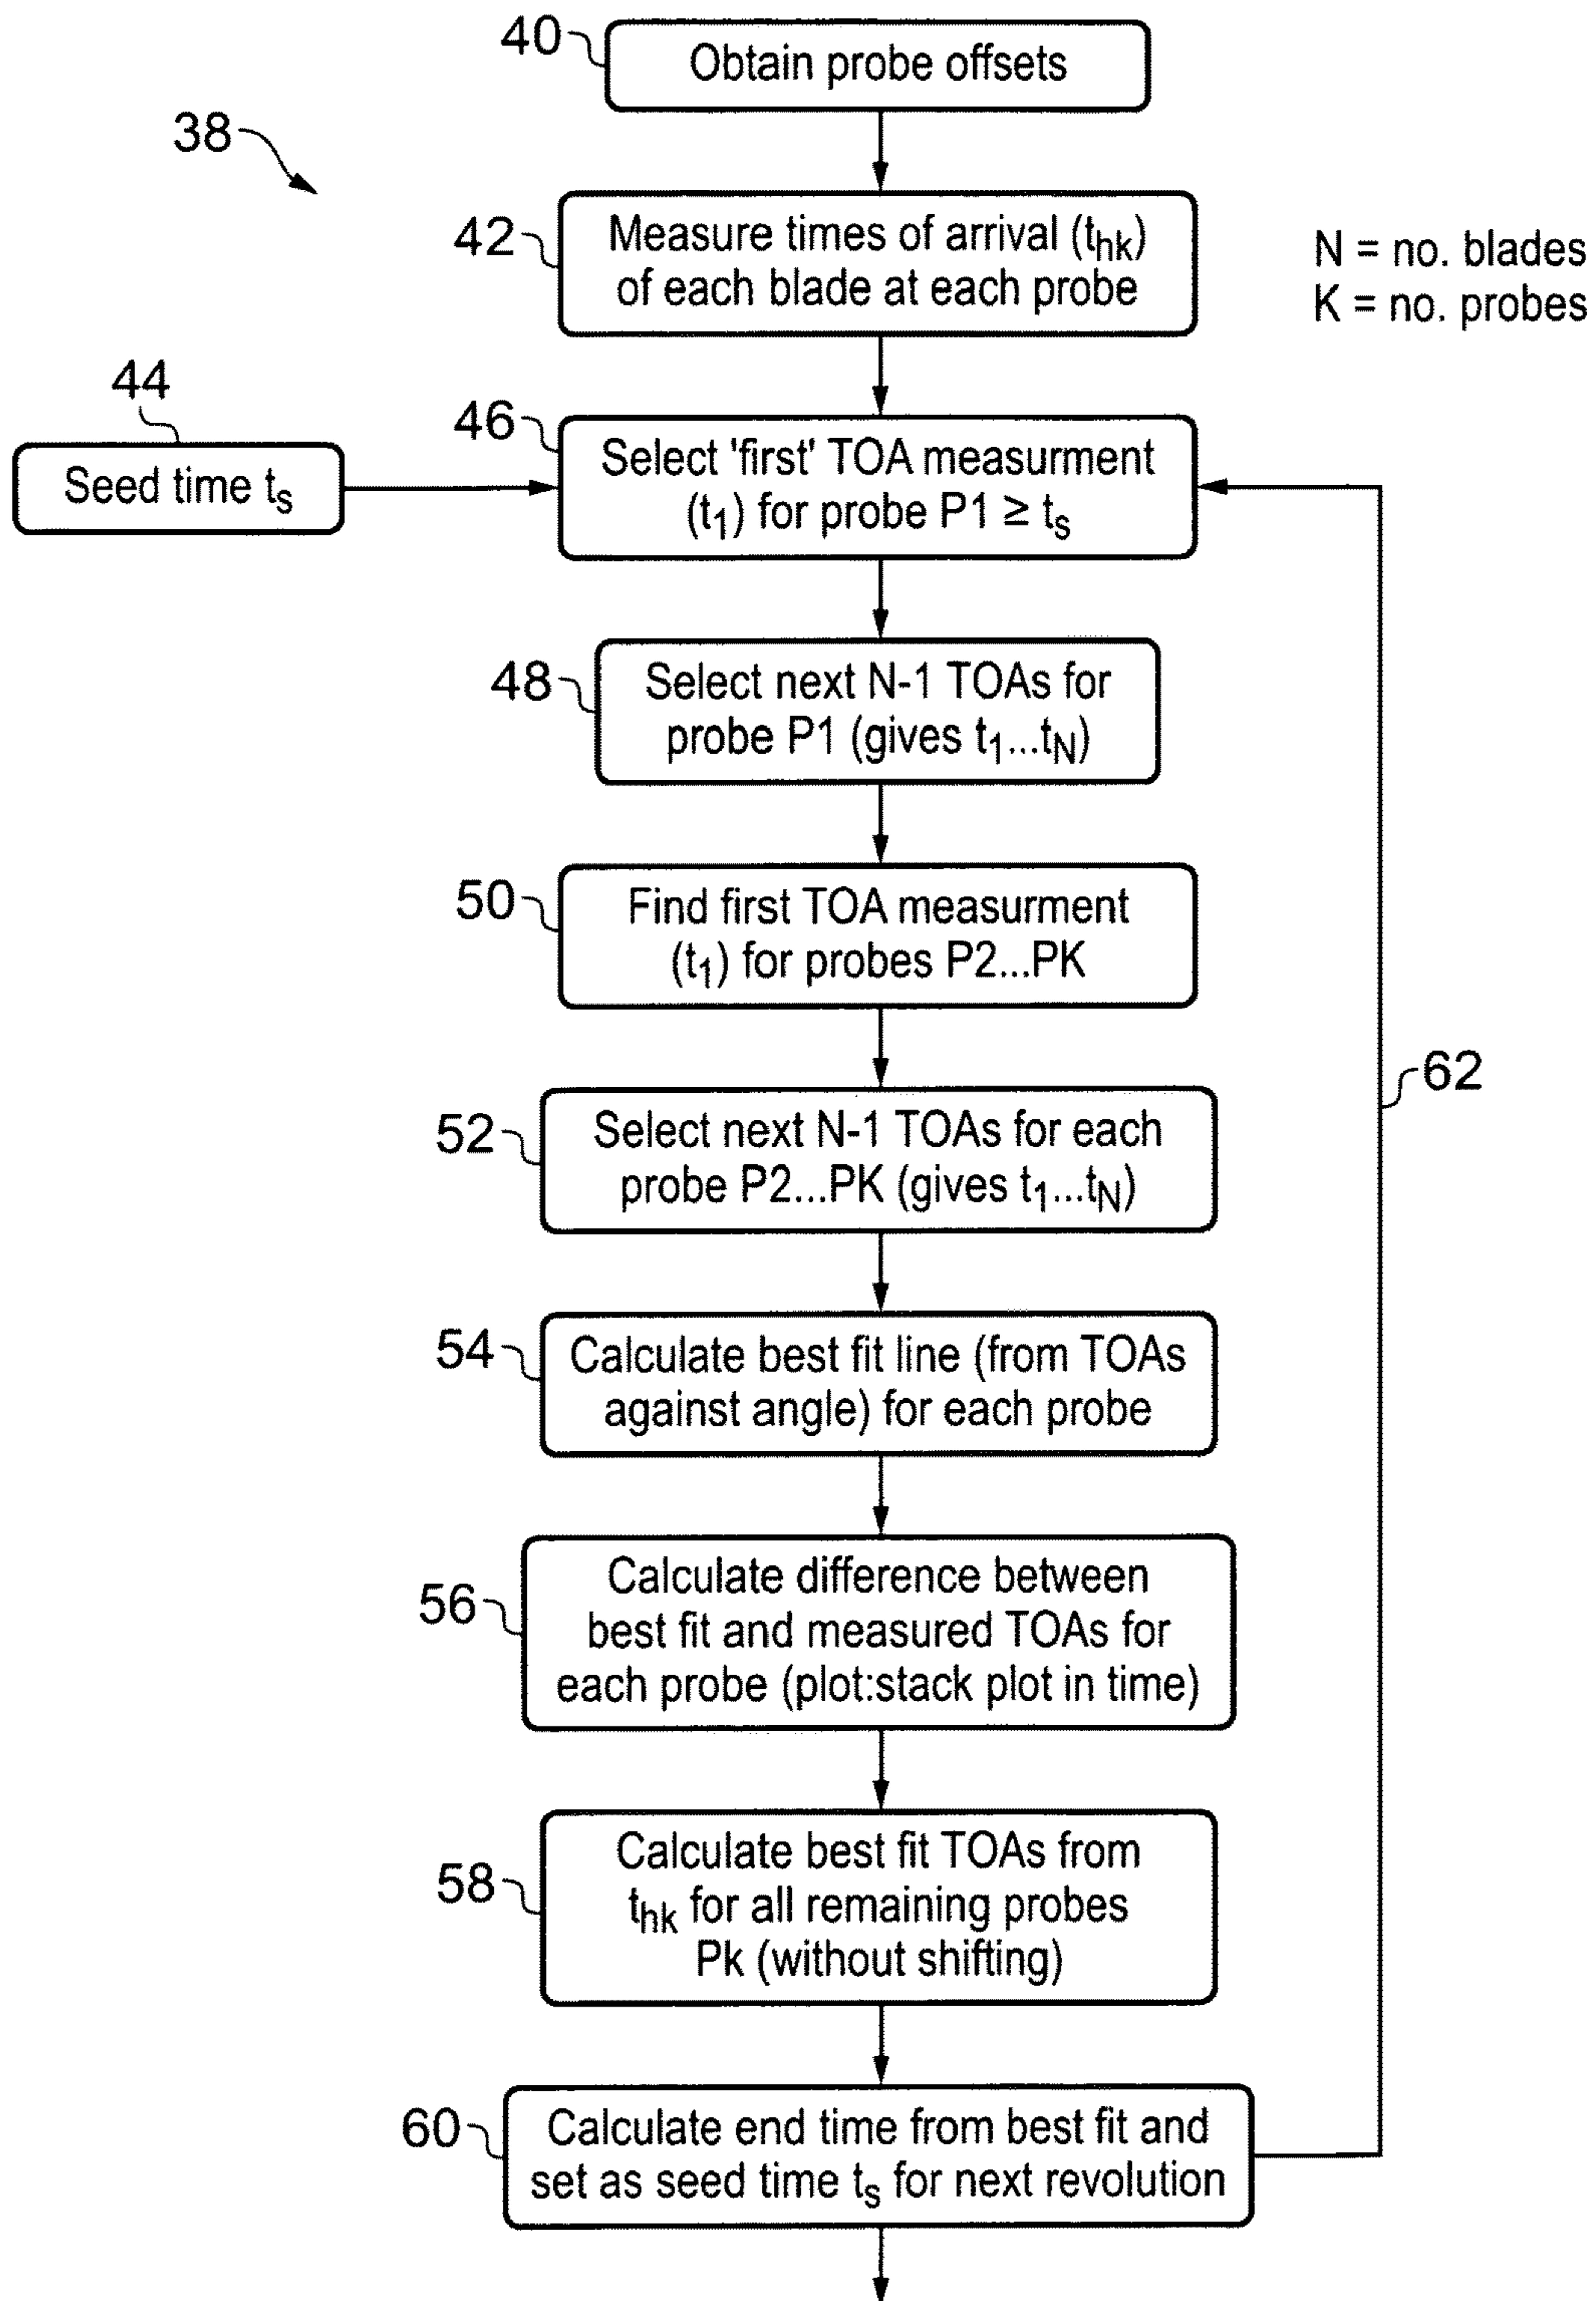 40
Obtain probe offsets
38
42
Measure times of arrival (thk)
of each blade at each probe
N = no. blades
K = no. probes
44
Seed time ts
46
Select 'first' TOA measurment
(t1) for probe P1 ≥ ts
48
Select next N-1 TOAs for
probe P1 (gives t1...tN)
50
Find first TOA measurment
(t1) for probes P2...PK
52
Select next N-1 TOAs for each
probe P2...PK (gives t1...tN)
62
54
Calculate best fit line (from TOAs
against angle) for each probe
56
Calculate difference between
best fit and measured TOAs for
each probe (plot:stack plot in time)
58
Calculate best fit TOAs from
thk for all remaining probes
Pk (without shifting)
60
Calculate end time from best fit and
set as seed time ts for next revolution